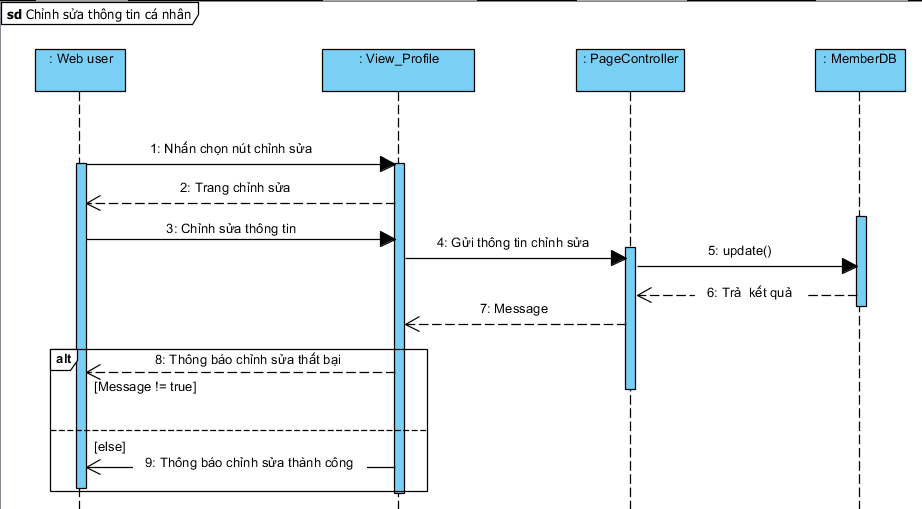 sd Chỉnh sửa thông tin cá nhân
: Web user
: View_Profile
: PageController
: MemberDB
1: Nhấn chọn nút chỉnh sửa
2: Trang chỉnh sửa
3: Chỉnh sửa thông tin
4: Gửi thông tin chỉnh sửa
5: update()
6: Trả kết quả
7: Message
alt
8: Thông báo chỉnh sửa thất bại
[Message != true]
[else]
9: Thông báo chỉnh sửa thành công